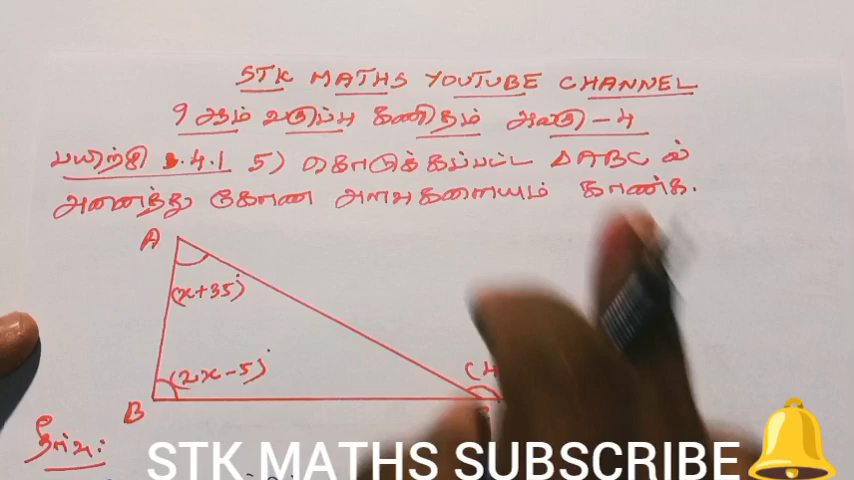 STK MATHS YOUTUBE CHANNEL
9 ஆம் வகுப்பு கணிதம் அலகு - 4
பயிற்சி 4.1 5) கொடுக்கப்பட்ட ΔABC ல்
அனைத்து கோண அளவுகளையும் காண்க.
A
(x+35)°
(2x-5)°
B
தீர்வு:
STK MATHS SUBSCRIBE